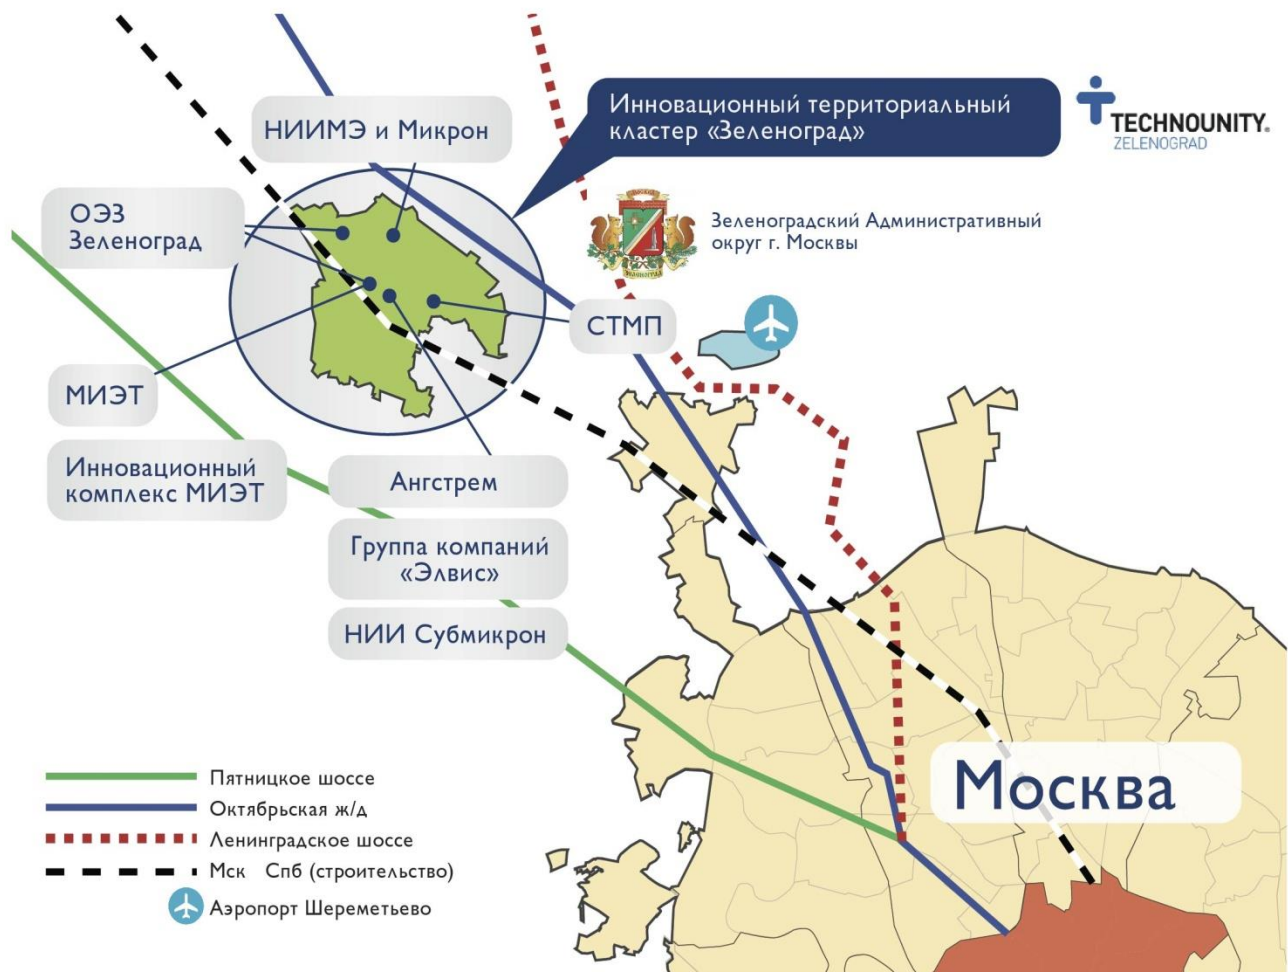 НИИМЭ и Микрон
Инновационный территориальный
кластер «Зеленоград»
TECHNOUNITY®
ZELENOGRAD
ОЭЗ
Зеленоград
Зеленоградский Административный
округ г. Москвы
СТМП
МИЭТ
Инновационный
комплекс МИЭТ
Ангстрем
Группа компаний
«Элвис»
НИИ Субмикрон
Москва
Пятницкое шоссе
Октябрьская ж/д
Ленинградское шоссе
Мск Спб (строительство)
Аэропорт Шереметьево